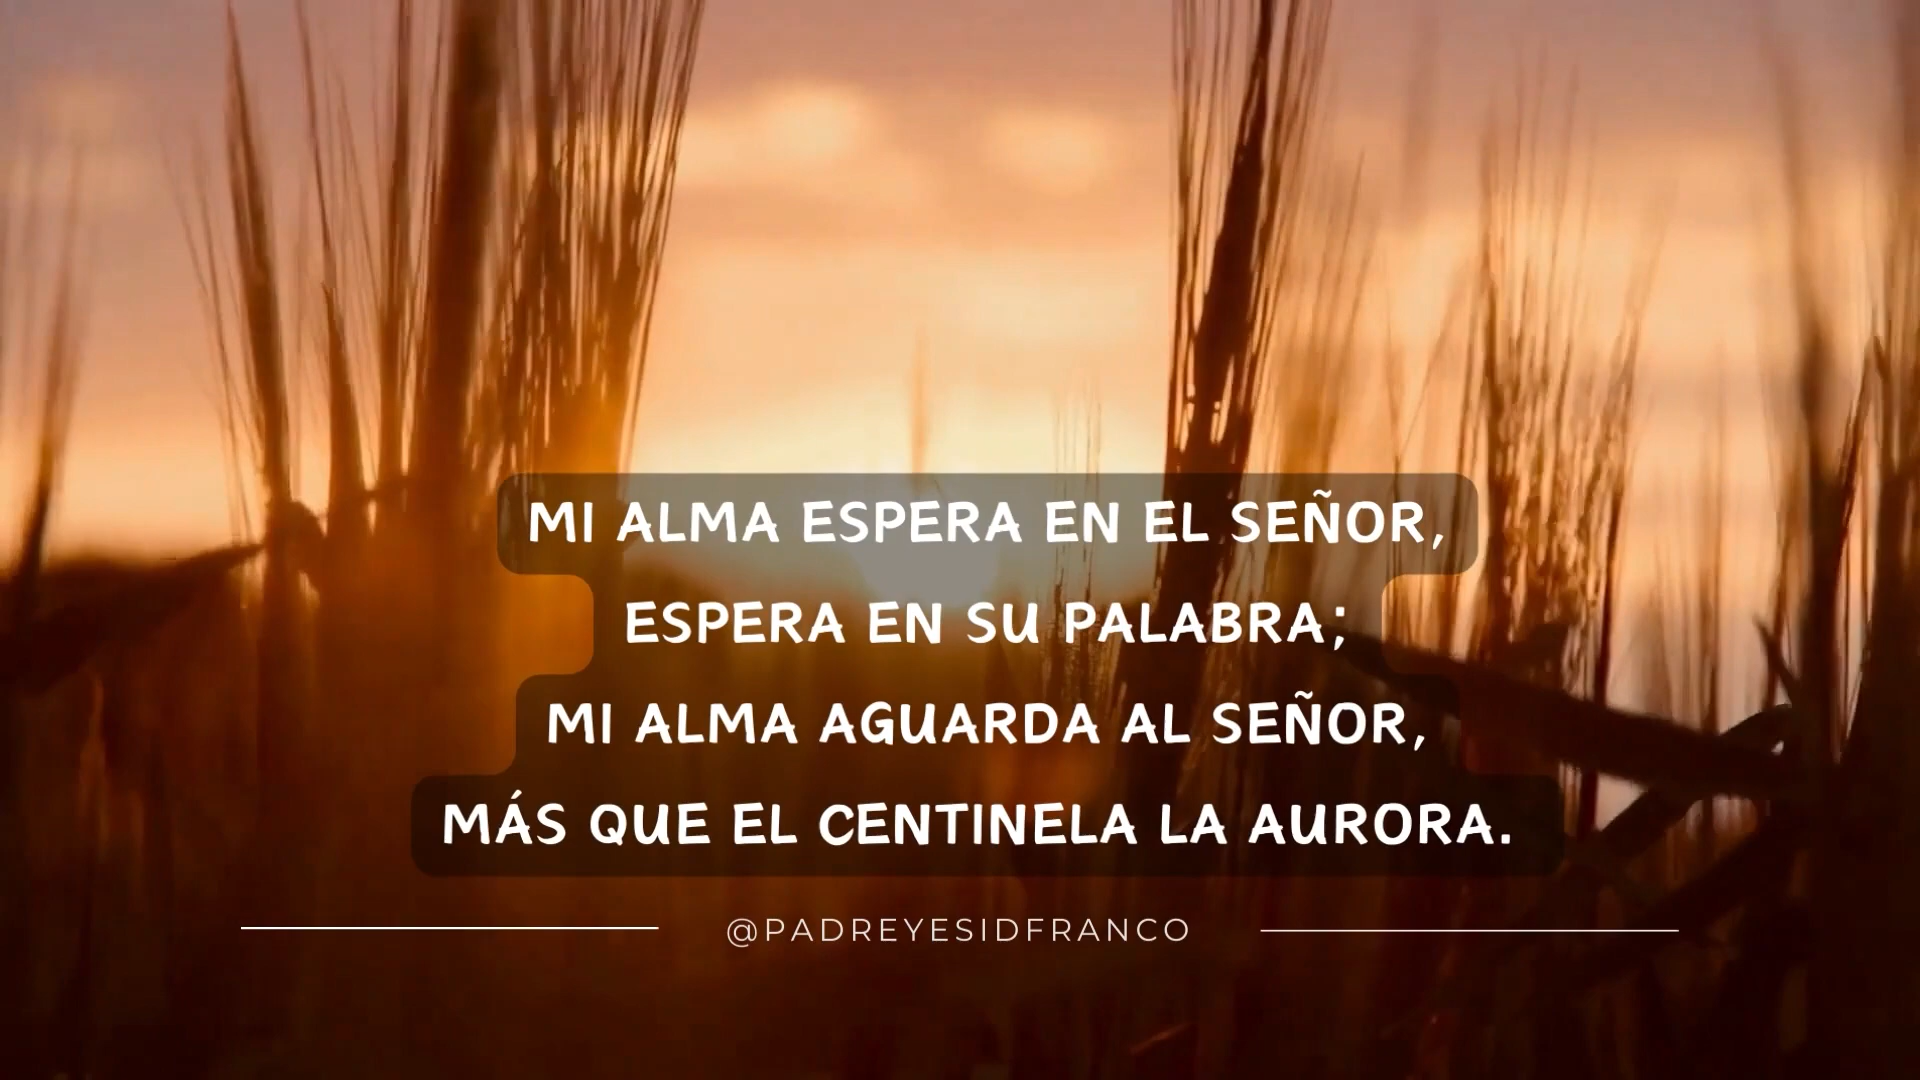 MI ALMA ESPERA EN EL SEÑOR,
ESPERA EN SU PALABRA;
MI ALMA AGUARDA AL SEÑOR,
MÁS QUE EL CENTINELA LA AURORA.
@PADREYESIDFRANCO